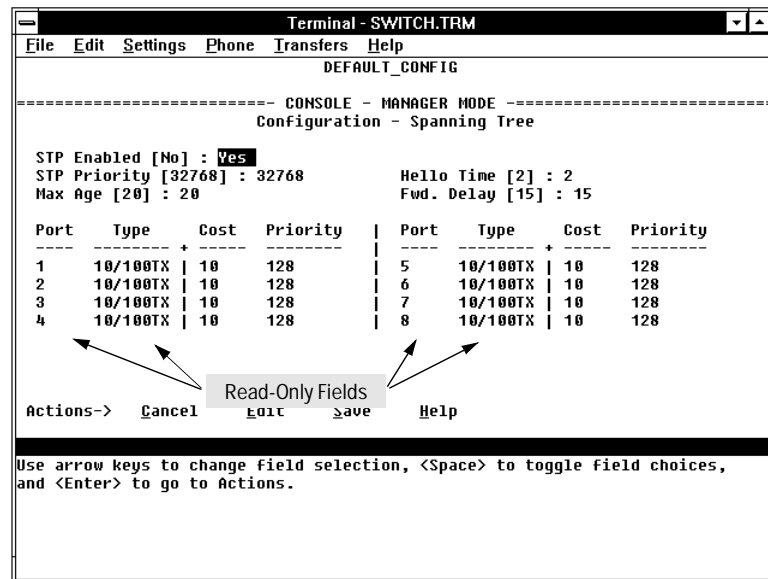 Terminal - SWITCH.TRM
File Edit Settings Phone Transfers Help
DEFAULT_CONFIG
==========================- CONSOLE - MANAGER MODE -===========================
Configuration - Spanning Tree
STP Enabled [No] : Yes
STP Priority [32768] : 32768 Hello Time [2] : 2
Max Age [20] : 20 Fwd. Delay [15] : 15
Port Type Cost Priority | Port Type Cost Priority
---- -------- + ----- -------- | ---- -------- + ----- --------
1 10/100TX | 10 128 | 5 10/100TX | 10 128
2 10/100TX | 10 128 | 6 10/100TX | 10 128
3 10/100TX | 10 128 | 7 10/100TX | 10 128
4 10/100TX | 10 128 | 8 10/100TX | 10 128
Read-Only Fields
Actions-> Cancel Edit Save Help
Use arrow keys to change field selection, <Space> to toggle field choices,
and <Enter> to go to Actions.